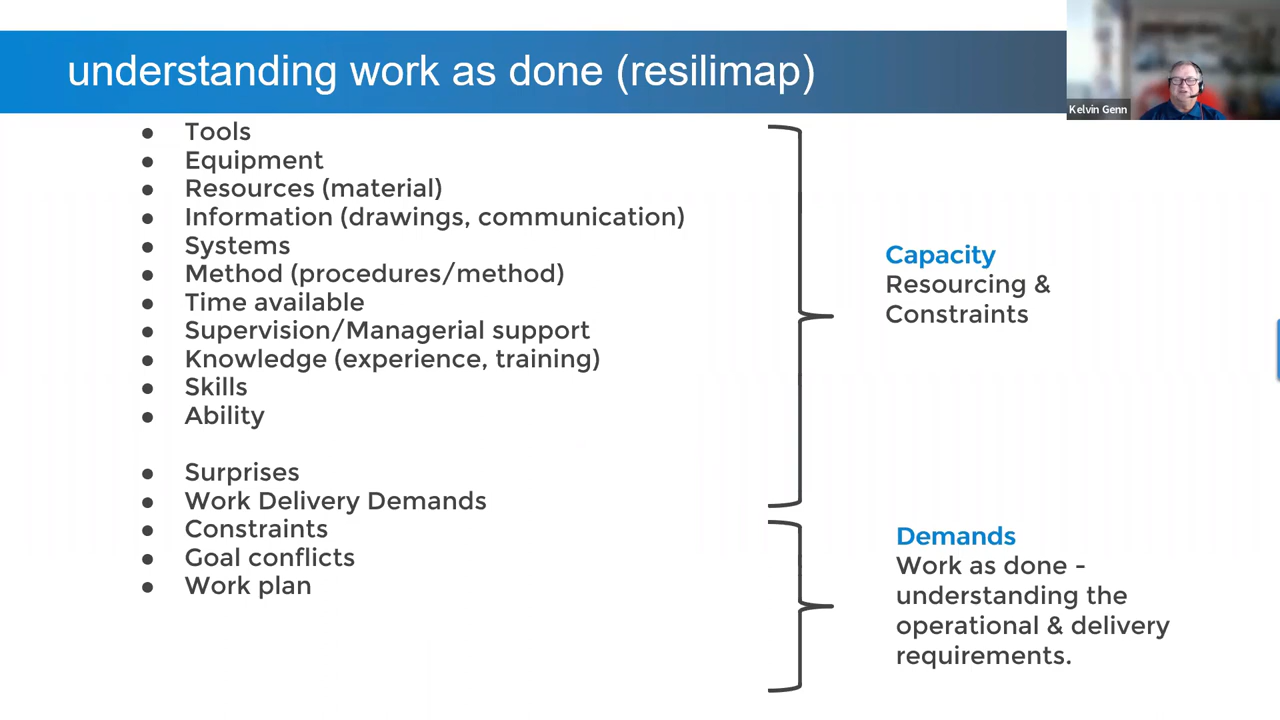 understanding work as done (resilimap)
Kelvin Genn
● Tools
● Equipment
● Resources (material)
● Information (drawings, communication)
● Systems
● Method (procedures/method)
● Time available
● Supervision/Managerial support
● Knowledge (experience, training)
● Skills
● Ability
● Surprises
● Work Delivery Demands
● Constraints
● Goal conflicts
● Work plan
Capacity
Resourcing &
Constraints
Demands
Work as done -
understanding the
operational & delivery
requirements.